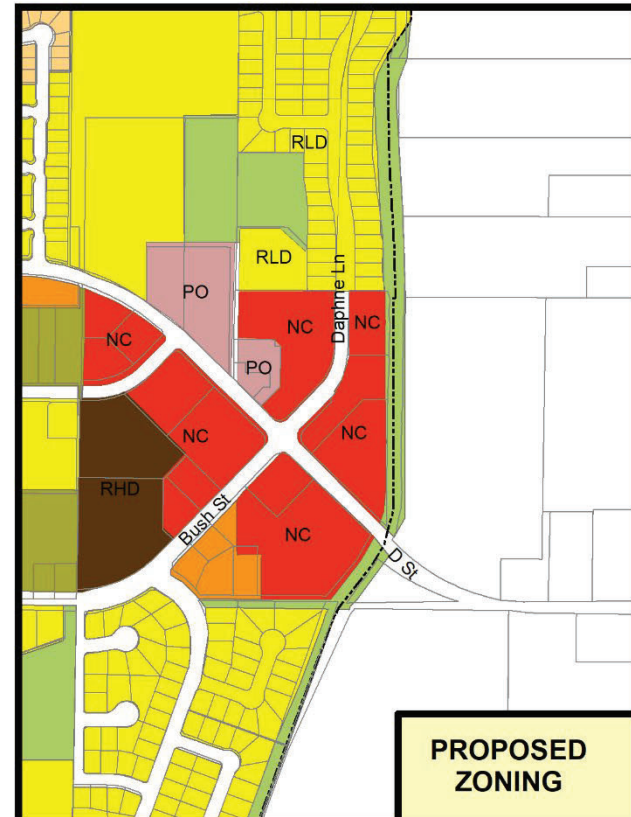 RLD
RLD
PO
Daphne Ln
NC
NC
NC
PO
NC
NC
RHD
Bush St
NC
D St
PROPOSED
ZONING